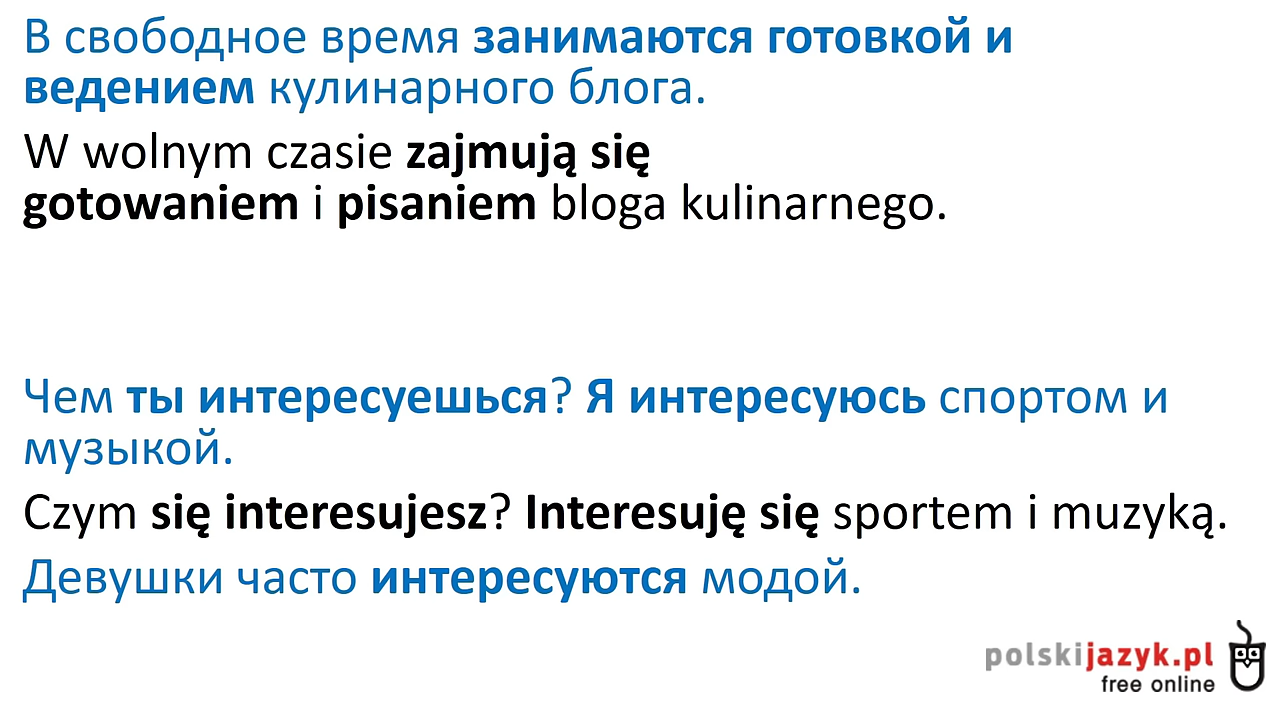 В свободное время занимаются готовкой и
ведением кулинарного блога.
W wolnym czasie zajmują się
gotowaniem i pisaniem bloga kulinarnego.
Чем ты интересуешься? Я интересуюсь спортом и
музыкой.
Czym się interesujesz? Interesuję się sportem i muzyką.
Девушки часто интересуются модой.
polskijazyk.pl
free online